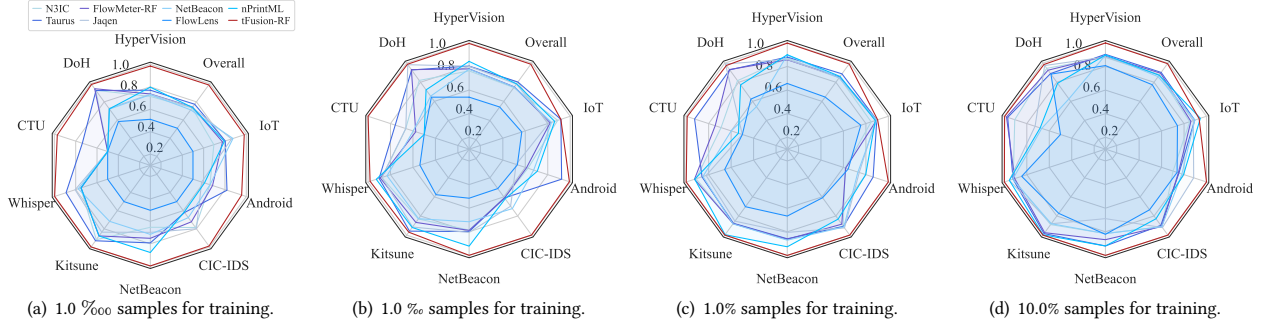 N3IC FlowMeter-RF NetBeacon nPrintML
Taurus Jaqen FlowLens tFusion-RF
HyperVision
Overall
IoT
Android
CIC-IDS
NetBeacon
Kitsune
Whisper
CTU
DoH
1.0
0.8
0.6
0.4
0.2
(a) 1.0 ‱ samples for training.
HyperVision
Overall
IoT
Android
CIC-IDS
NetBeacon
Kitsune
Whisper
CTU
DoH
1.0
0.8
0.6
0.4
0.2
(b) 1.0 ‰ samples for training.
HyperVision
Overall
IoT
Android
CIC-IDS
NetBeacon
Kitsune
Whisper
CTU
DoH
1.0
0.8
0.6
0.4
0.2
(c) 1.0% samples for training.
HyperVision
Overall
IoT
Android
CIC-IDS
NetBeacon
Kitsune
Whisper
CTU
DoH
1.0
0.8
0.6
0.4
0.2
(d) 10.0% samples for training.